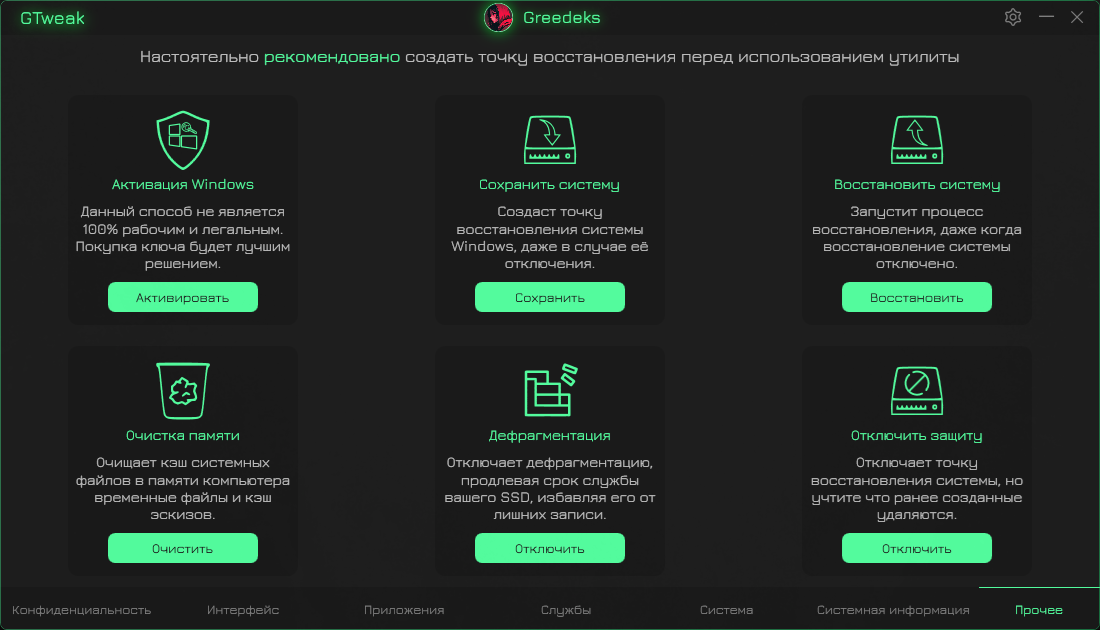 GTweak
Greedeks
Настоятельно рекомендовано создать точку восстановления перед использованием утилиты
Активация Windows
Данный способ не является
100% рабочим и легальным.
Покупка ключа будет лучшим
решением.
Активировать
Сохранить систему
Создаст точку
восстановления системы
Windows, даже в случае её
отключения.
Сохранить
Восстановить систему
Запустит процесс
восстановления, даже когда
восстановление системы
отключено.
Восстановить
Очистка памяти
Очищает кэш системных
файлов в памяти компьютера
временные файлы и кэш
эскизов.
Очистить
Дефрагментация
Отключает дефрагментацию,
продлевая срок службы
вашего SSD, избавляя его от
лишних записи.
Отключить
Отключить защиту
Отключает точку
восстановления системы, но
учтите что ранее созданные
удаляются.
Отключить
Конфиденциальность
Интерфейс
Приложения
Службы
Система
Системная информация
Прочее